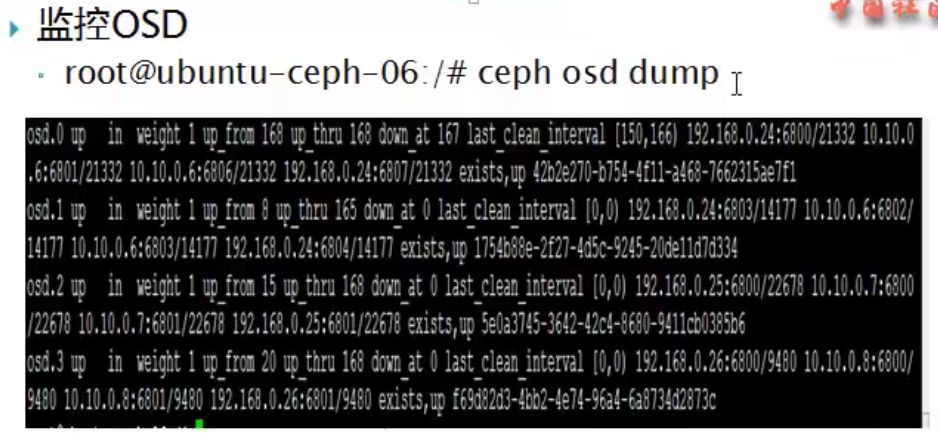 监控OSD
root@ubuntu-ceph-06:/# ceph osd dump
osd.0 up in weight 1 up_from 168 up_thru 168 down_at 167 last_clean_interval [150,166) 192.168.0.24:6800/21332 10.10.0
.6:6801/21332 10.10.0.6:6806/21332 192.168.0.24:6807/21332 exists,up 42b2e270-b754-4f11-a468-7662315ae7f1
osd.1 up in weight 1 up_from 8 up_thru 165 down_at 0 last_clean_interval [0,0) 192.168.0.24:6803/14177 10.10.0.6:6802/
14177 10.10.0.6:6803/14177 192.168.0.24:6804/14177 exists,up 1754b88e-2f27-4d5c-9245-20de11d7d334
osd.2 up in weight 1 up_from 15 up_thru 168 down_at 0 last_clean_interval [0,0) 192.168.0.25:6800/22678 10.10.0.7:6800
/22678 10.10.0.7:6801/22678 192.168.0.25:6801/22678 exists,up 5e0a3745-3642-42c4-8680-9411cb0385b6
osd.3 up in weight 1 up_from 20 up_thru 168 down_at 0 last_clean_interval [0,0) 192.168.0.26:6800/9480 10.10.0.8:6800/
9480 10.10.0.8:6801/9480 192.168.0.26:6801/9480 exists,up f69d82d3-4bb2-4e74-96a4-6a8734d2873c